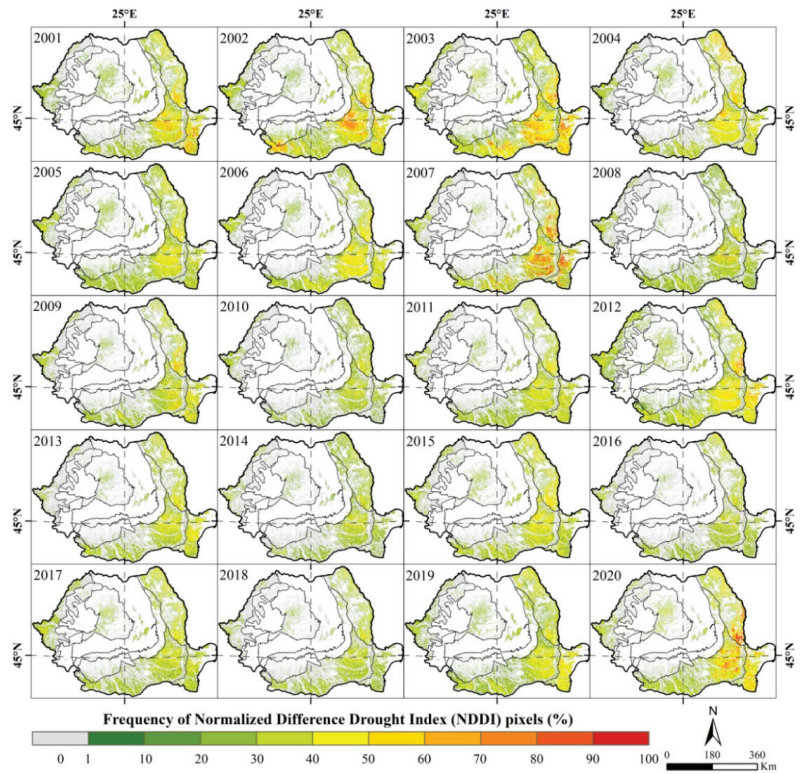 25°E 25°E 25°E 25°E
2001 2002 2003 2004
45°N 45°N
2005 2006 2007 2008
45°N 45°N
2009 2010 2011 2012
45°N 45°N
2013 2014 2015 2016
45°N 45°N
2017 2018 2019 2020
45°N 45°N
Frequency of Normalized Difference Drought Index (NDDI) pixels (%)
N
0 1 10 20 30 40 50 60 70 80 90 100
0 180 360
Km